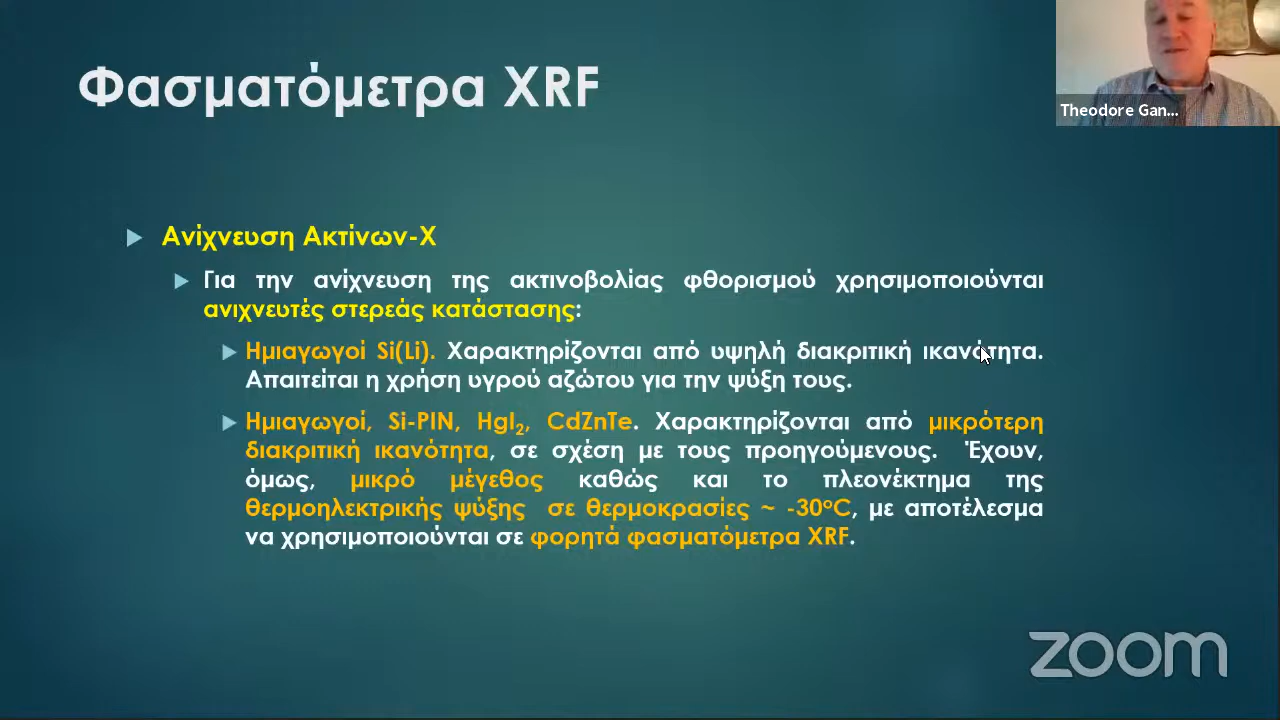 Φασματόμετρα XRF
Theodore Gan...
Ανίχνευση Ακτίνων-Χ
Για την ανίχνευση της ακτινοβολίας φθορισμού χρησιμοποιούνται
ανιχνευτές στερεάς κατάστασης:
Ημιαγωγοί Si(Li). Χαρακτηρίζονται από υψηλή διακριτική ικανότητα.
Απαιτείται η χρήση υγρού αζώτου για την ψύξη τους.
Ημιαγωγοί, Si-PIN, HgI₂, CdZnTe. Χαρακτηρίζονται από μικρότερη
διακριτική ικανότητα, σε σχέση με τους προηγούμενους. Έχουν,
όμως, μικρό μέγεθος καθώς και το πλεονέκτημα της
θερμοηλεκτρικής ψύξης σε θερμοκρασίες ~ -30ºC, με αποτέλεσμα
να χρησιμοποιούνται σε φορητά φασματόμετρα XRF.
zoom